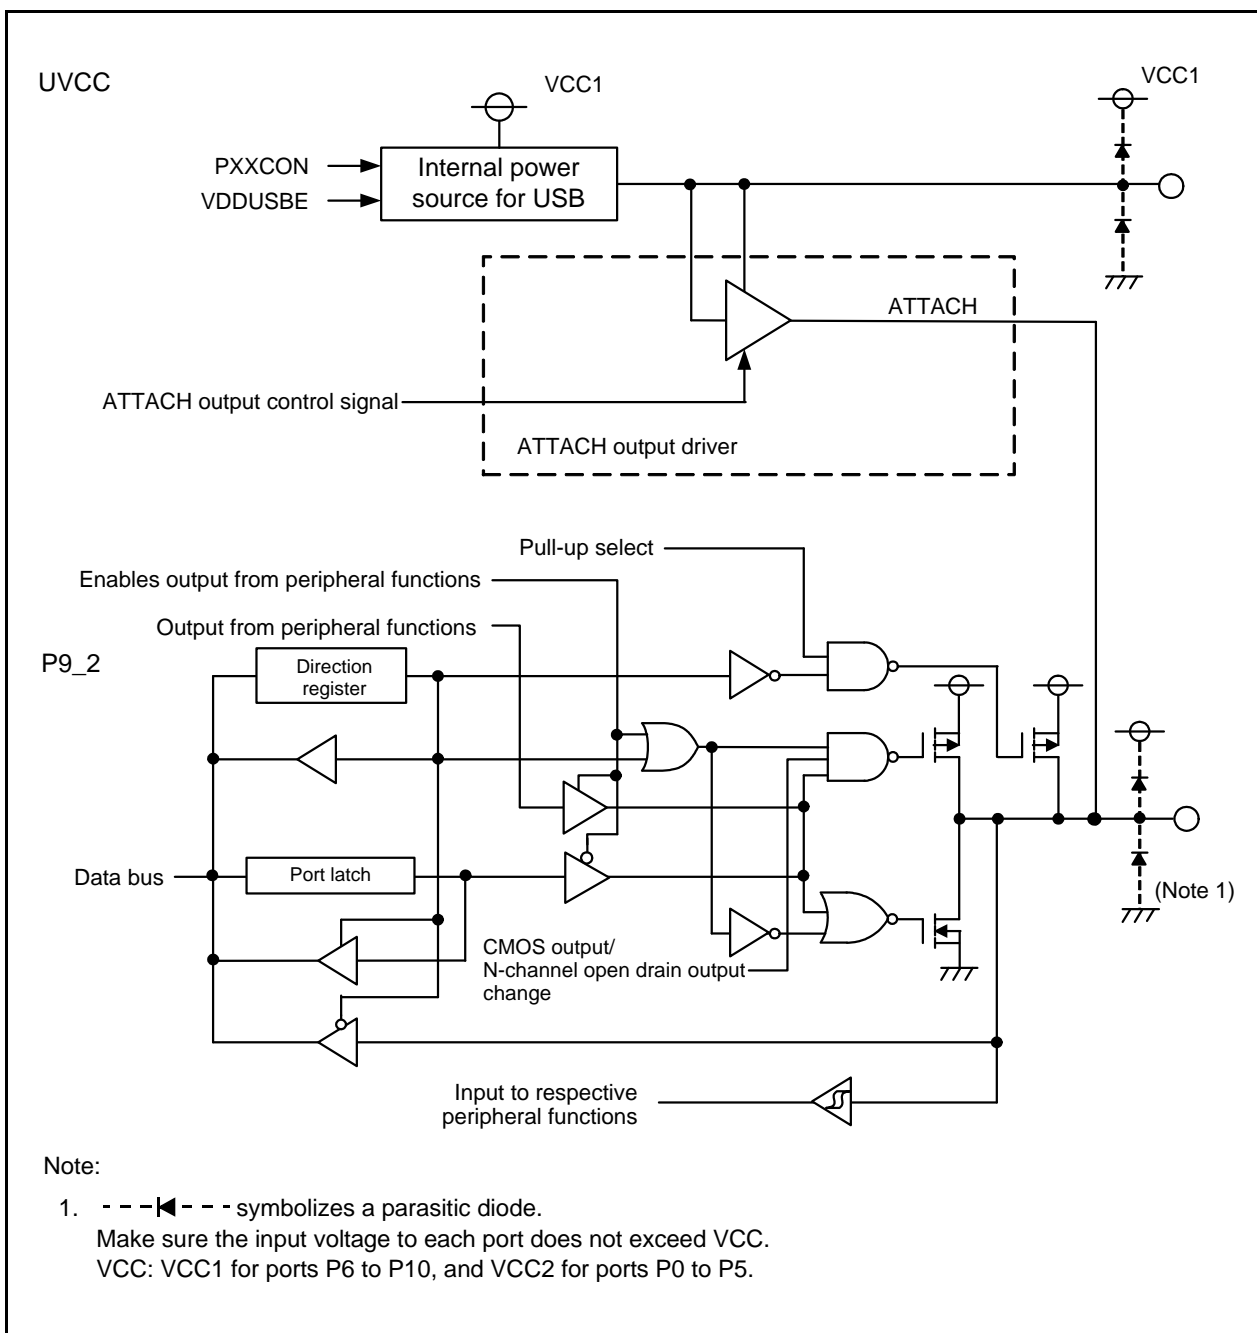 UVCC
VCC1
VCC1
PXXCON
VDDUSBE
Internal power
source for USB
ATTACH
ATTACH output control signal
ATTACH output driver
Pull-up select
Enables output from peripheral functions
Output from peripheral functions
P9_2
Direction
register
Data bus
Port latch
(Note 1)
CMOS output/
N-channel open drain output
change
Input to respective
peripheral functions
Note:
1. symbolizes a parasitic diode.
Make sure the input voltage to each port does not exceed VCC.
VCC: VCC1 for ports P6 to P10, and VCC2 for ports P0 to P5.